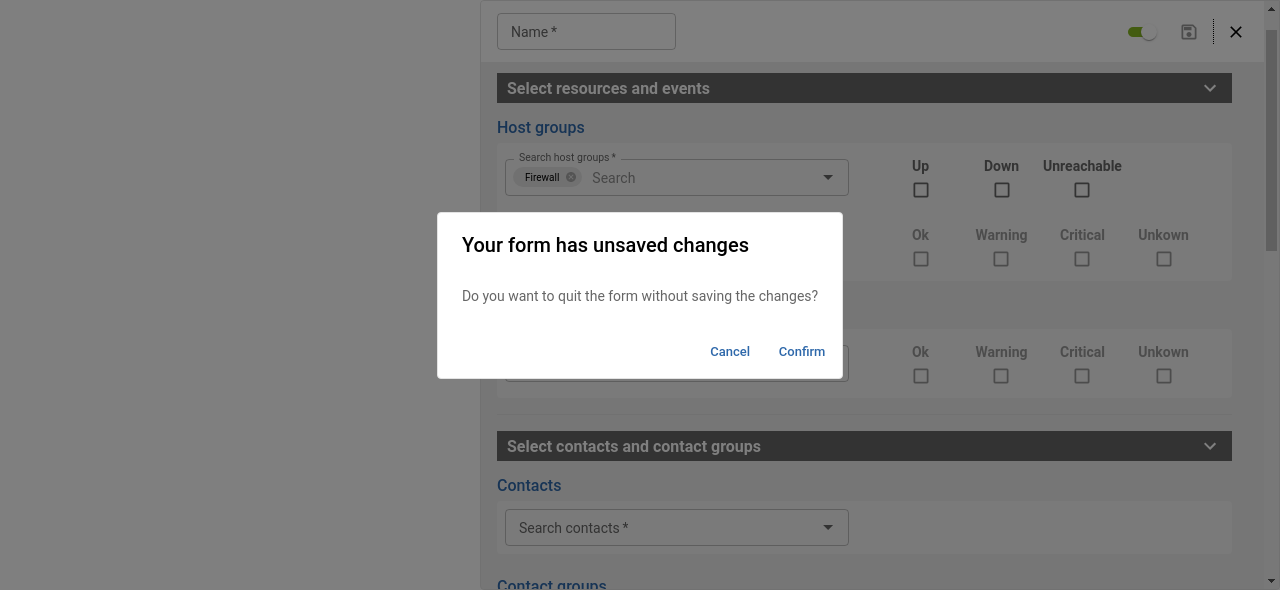 Name *
Select resources and events
Host groups
Search host groups *
Firewall
Search
Up Down Unreachable
Ok Warning Critical Unkown
Your form has unsaved changes
Do you want to quit the form without saving the changes?
Cancel Confirm
Ok Warning Critical Unkown
Select contacts and contact groups
Contacts
Search contacts *
Contact groups